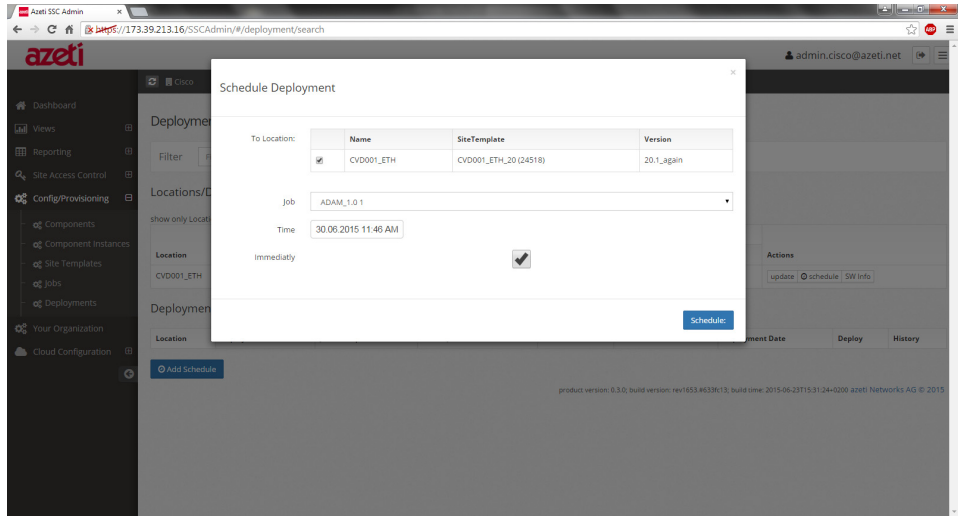 Azeti SSC Admin
https://173.39.213.16/SSCAdmin/#/deployment/search
ABP
azeti
admin.cisco@azeti.net
Cisco
Schedule Deployment
Dashboard
Views
Reporting
Site Access Control
Config/Provisioning
Components
Component Instances
Site Templates
Jobs
Deployments
Your Organization
Cloud Configuration
Filter
Locations/D
show only Locati
Location
CVD001_ETH
Location
Add Schedule
To Location:
Name SiteTemplate Version
CVD001_ETH CVD001_ETH_20 (24518) 20.1_again
Job ADAM_1.0 1
Time 30.06.2015 11:46 AM
Immediatly
Schedule:
Actions
update schedule SW Info
ment Date Deploy History
product version: 0.3.0; build version: rev1653.#633fc13; build time: 2015-06-23T15:31:24+0200 azeti Networks AG © 2015